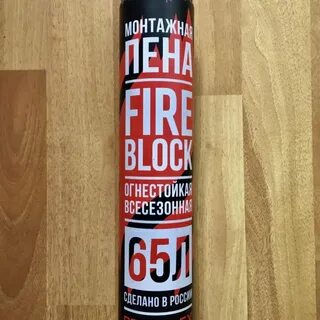 МОНТАЖНАЯ
ПЕНА
FIRE
BLOCK
ОГНЕСТОЙКАЯ
ВСЕСЕЗОННАЯ
65Л
СДЕЛАНО В РОССИИ